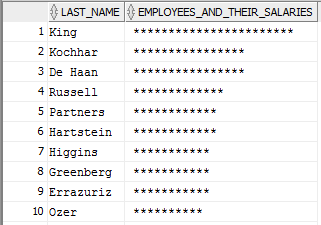 LAST_NAME EMPLOYEES_AND_THEIR_SALARIES
1 King ***********************
2 Kochhar ****************
3 De Haan ****************
4 Russell *************
5 Partners ************
6 Hartstein ************
7 Higgins ***********
8 Greenberg ***********
9 Errazuriz ***********
10 Ozer **********